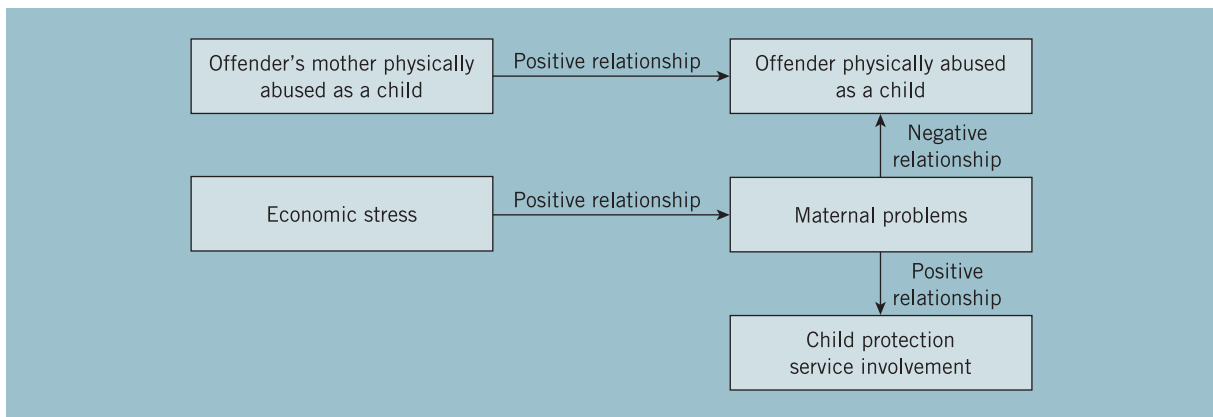 Offender's mother physically
abused as a child
Positive relationship
Offender physically abused
as a child
Negative
relationship
Economic stress
Positive relationship
Maternal problems
Positive
relationship
Child protection
service involvement